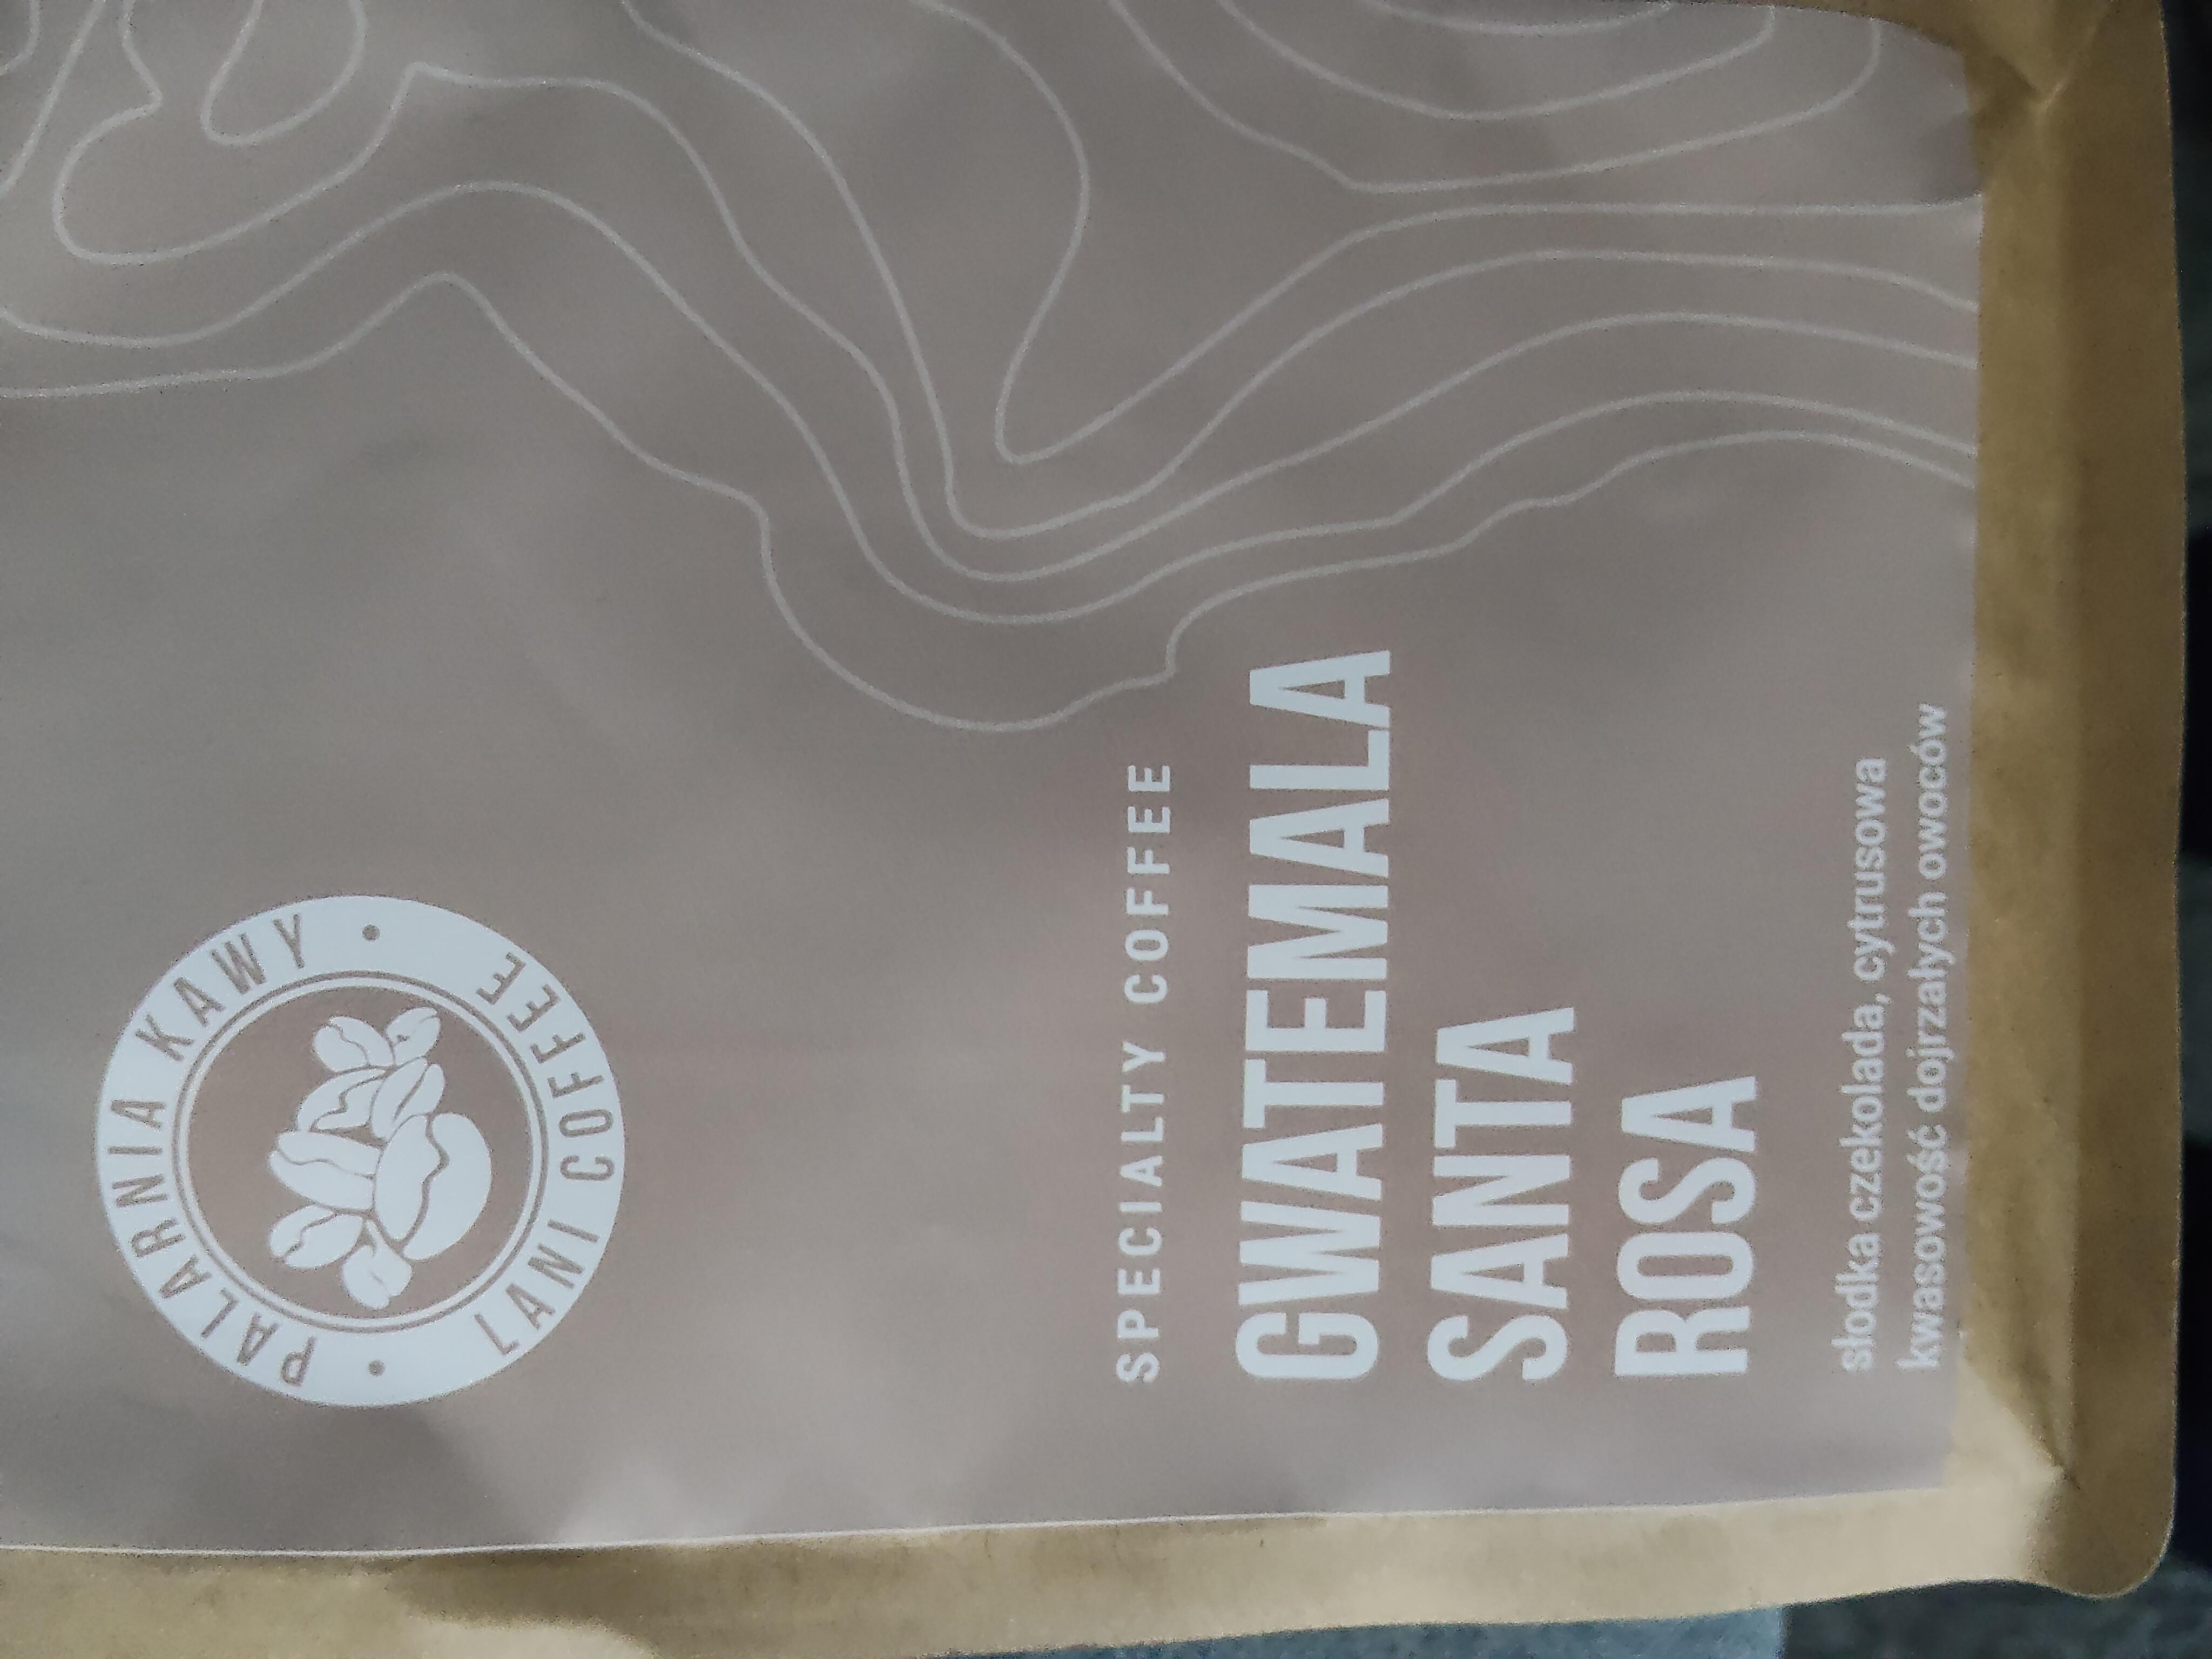 PALARNIA KAWY
LANI COFFEE
SPECIALTY COFFEE
GWATEMALA
SANTA
ROSA
słodka czekolada, cytrusowa
kwasowość dojrzałych owoców